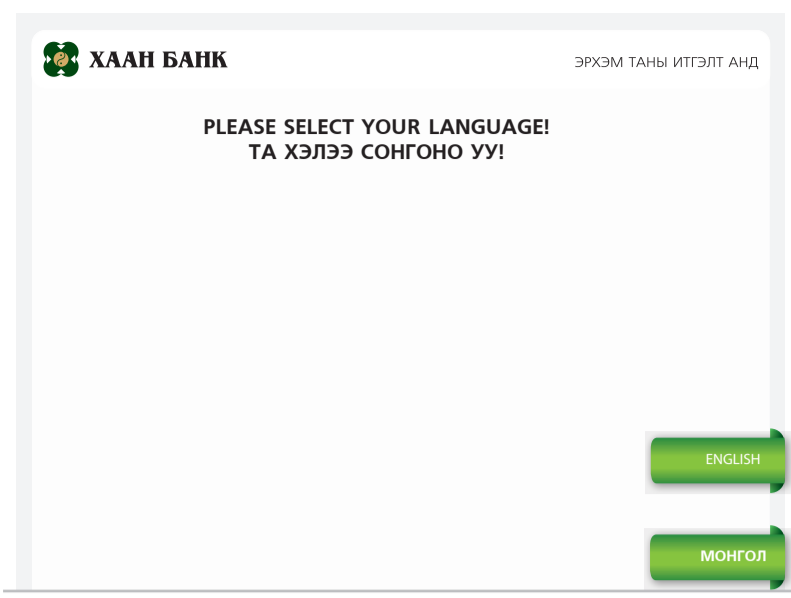 ХААН БАНК
ЭРХЭМ ТАНЫ ИТГЭЛТ АНД
PLEASE SELECT YOUR LANGUAGE!
ТА ХЭЛЭЭ СОНГОНО УУ!
ENGLISH
МОНГОЛ